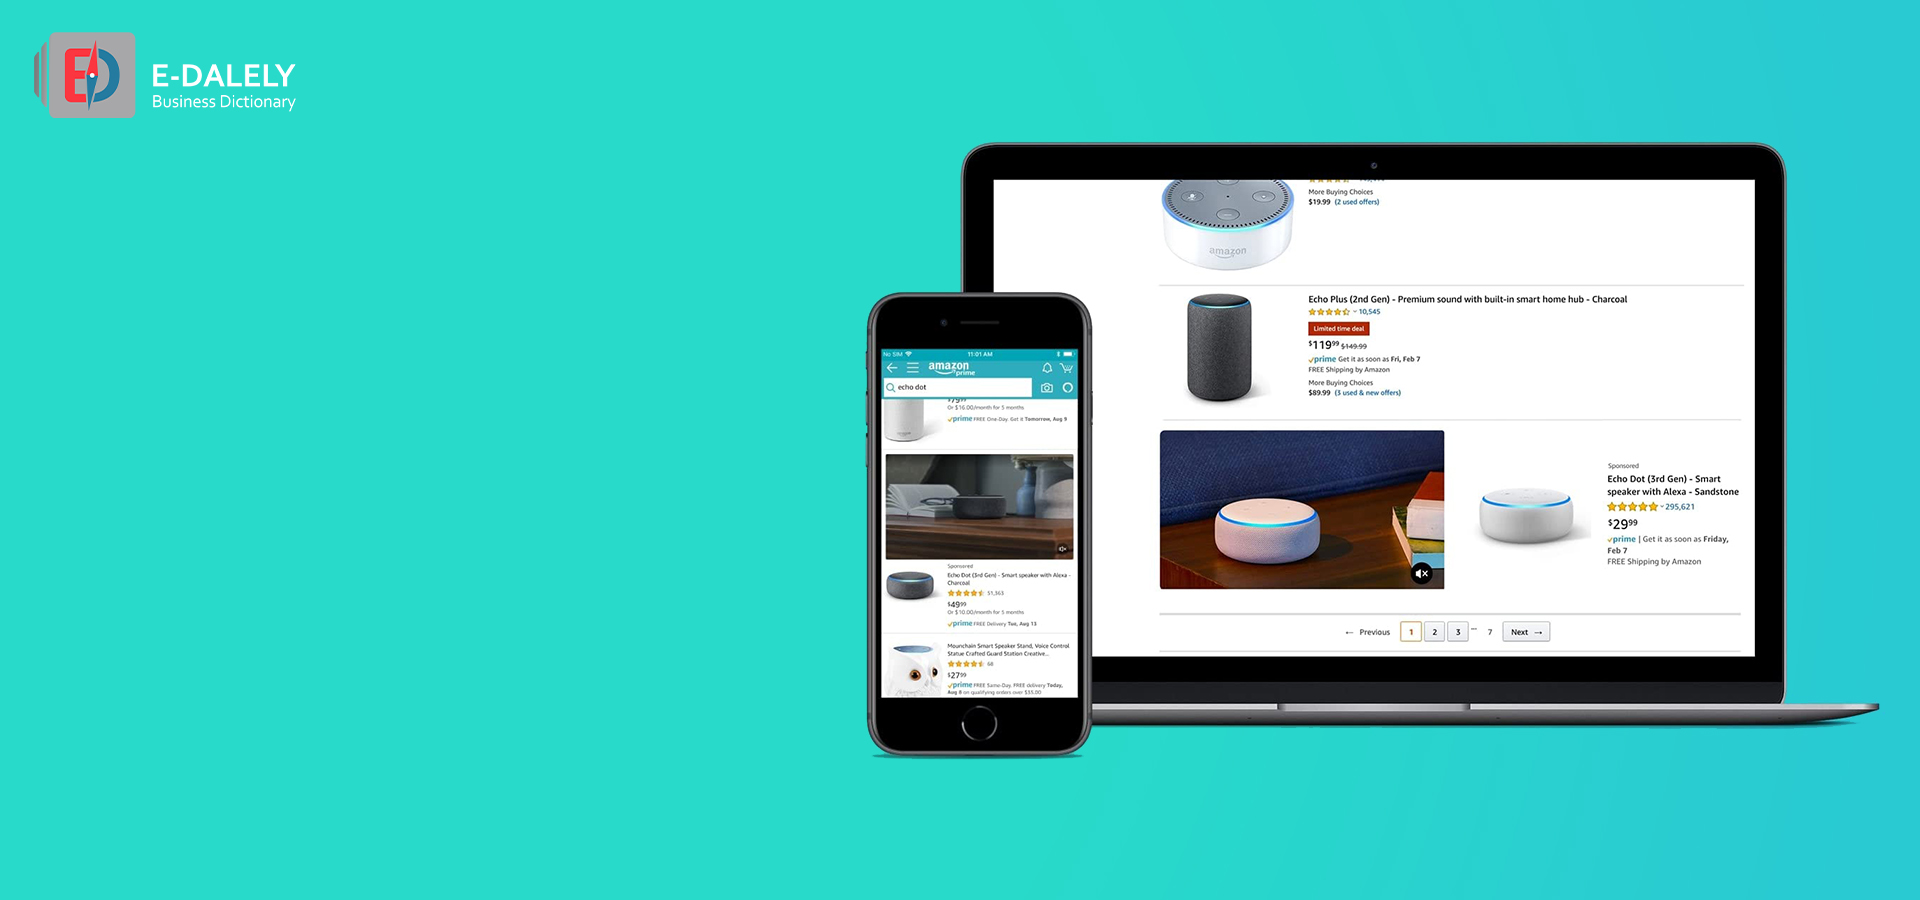 E-DALELY
Business Dictionary
More Buying Choices
$19.99 (2 used offers)
amazon
Echo Plus (2nd Gen) - Premium sound with built-in smart home hub - Charcoal
10,545
Limited time deal
$119⁹⁹ $149.99
prime Get it as soon as Fri, Feb 7
FREE Shipping by Amazon
More Buying Choices
$89.99 (3 used & new offers)
Sponsored
Echo Dot (3rd Gen) - Smart
speaker with Alexa - Sandstone
295,621
$29⁹⁹
prime | Get it as soon as Friday,
Feb 7
FREE Shipping by Amazon
← Previous 1 2 3 ... 7 Next →
No SIM 11:01 AM
amazon
prime
echo dot
Or $16.00/month for 5 months
prime FREE One-Day. Get it Tomorrow, Aug 9
Sponsored
Echo Dot (3rd Gen) - Smart speaker with Alexa -
Charcoal
51,363
$49⁹⁹
Or $10.00/month for 5 months
prime FREE Delivery Tue, Aug 13
Mounchain Smart Speaker Stand, Voice Control
Statue Crafted Guard Station Creative...
68
$27⁹⁹
prime FREE Same-Day. FREE delivery Today,
Aug 8 on qualifying orders over $35.00